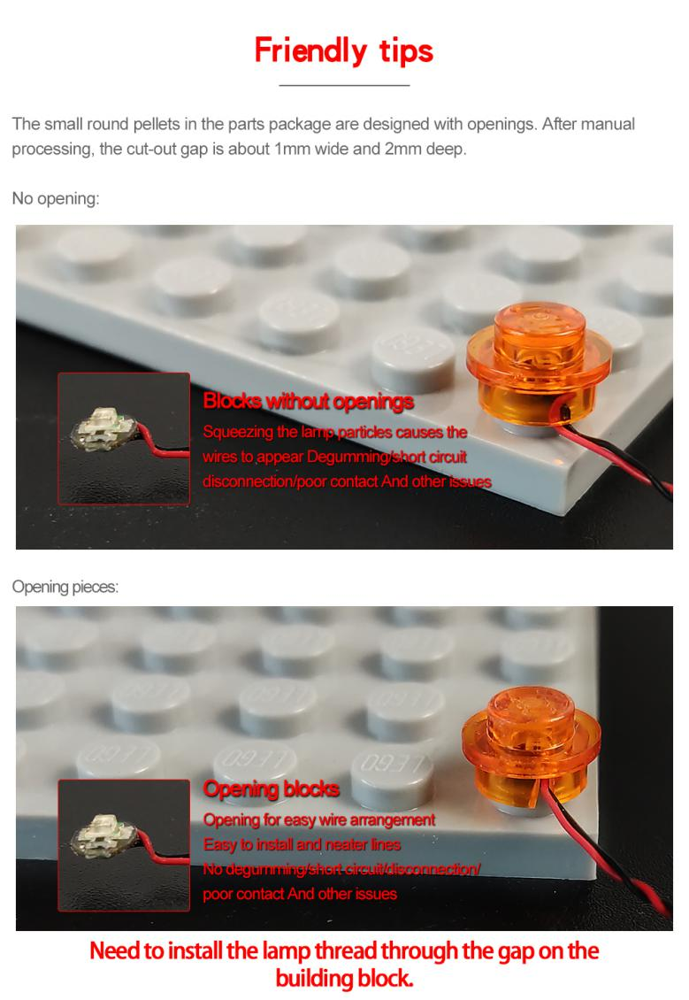 Friendly tips
The small round pellets in the parts package are designed with openings. After manual
processing, the cut-out gap is about 1mm wide and 2mm deep.
No opening:
Blocks without openings
Squeezing the lamp particles causes the
wires to appear Degumming/short circuit
disconnection/poor contact And other issues
Opening pieces:
Opening blocks
Opening for easy wire arrangement
Easy to install and neater lines
No degumming/short circuit/disconnection/
poor contact And other issues
Need to install the lamp thread through the gap on the
building block.